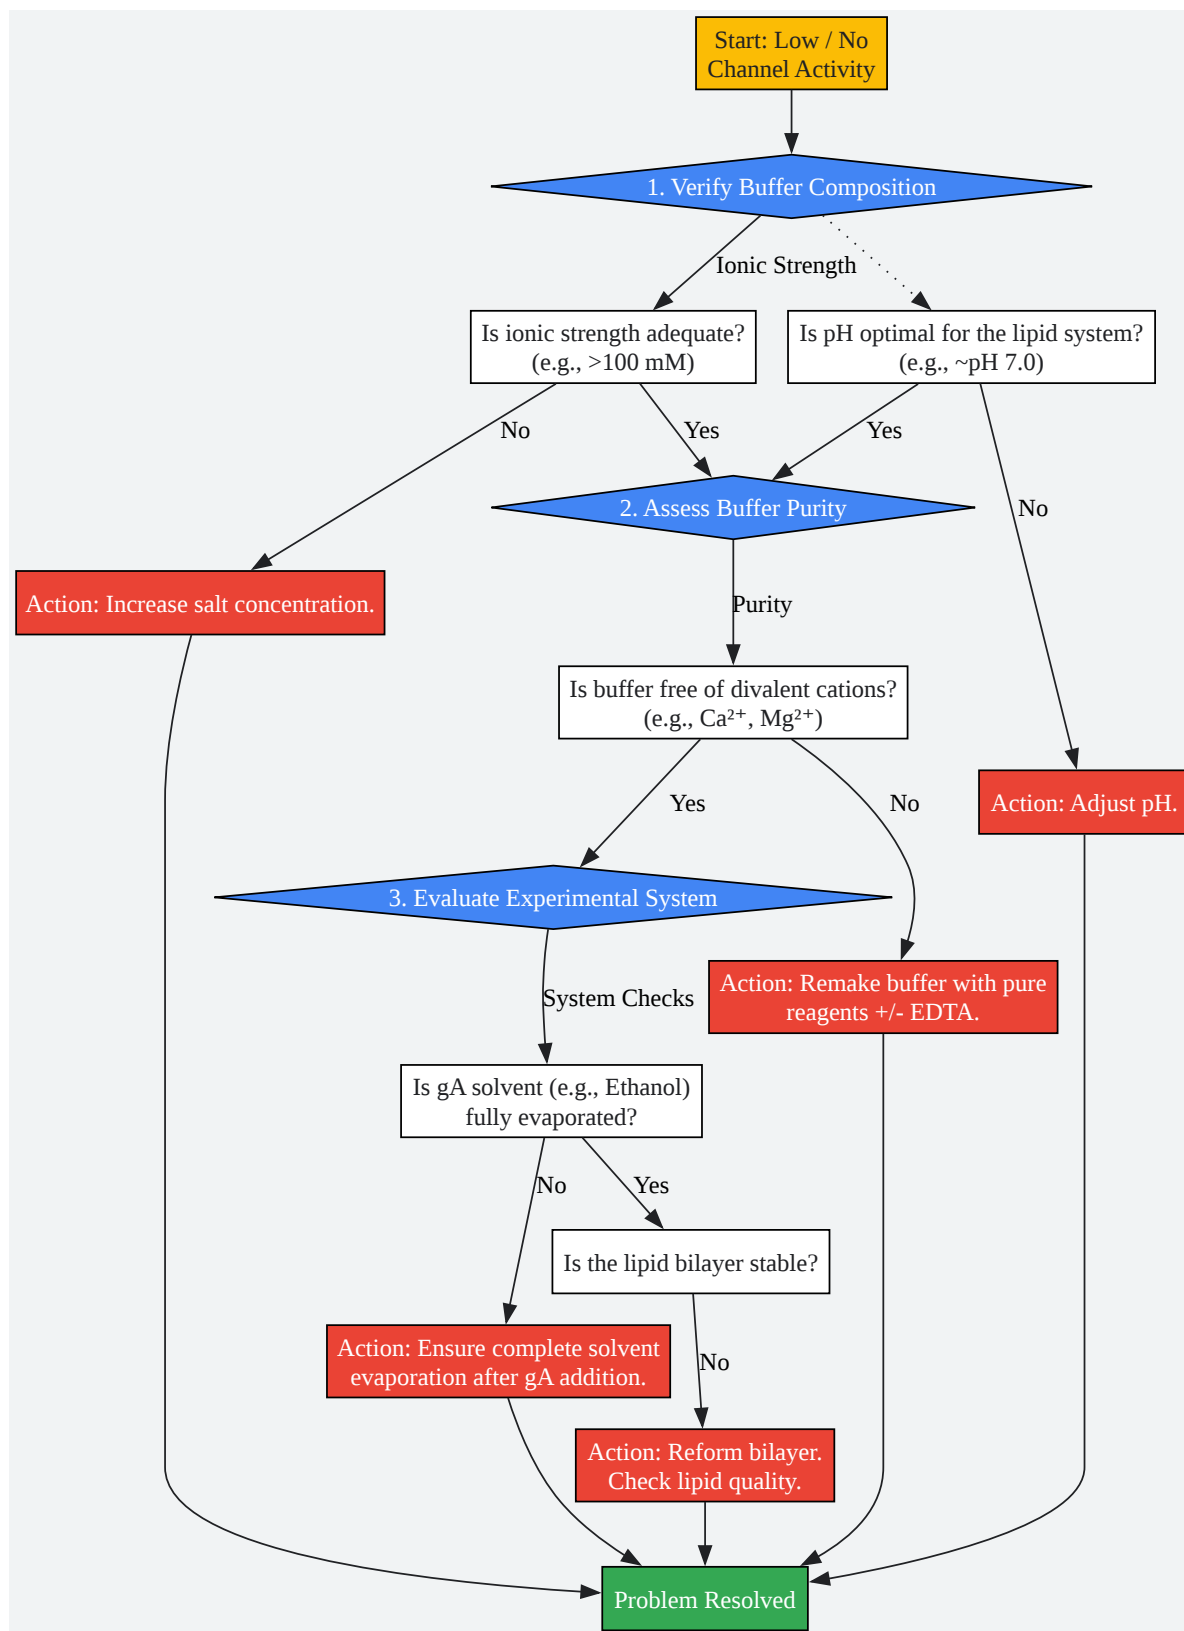 Start: Low / No
Channel Activity
1. Verify Buffer Composition
Ionic Strength
Is ionic strength adequate?
(e.g., >100 mM)
Is pH optimal for the lipid system?
(e.g., ~pH 7.0)
No
Yes
Yes
2. Assess Buffer Purity
No
Action: Increase salt concentration.
Purity
Is buffer free of divalent cations?
(e.g., Ca²⁺, Mg²⁺)
Yes
No
Action: Adjust pH.
3. Evaluate Experimental System
System Checks
Action: Remake buffer with pure
reagents +/- EDTA.
Is gA solvent (e.g., Ethanol)
fully evaporated?
No
Yes
Is the lipid bilayer stable?
Action: Ensure complete solvent
evaporation after gA addition.
No
Action: Reform bilayer.
Check lipid quality.
Problem Resolved